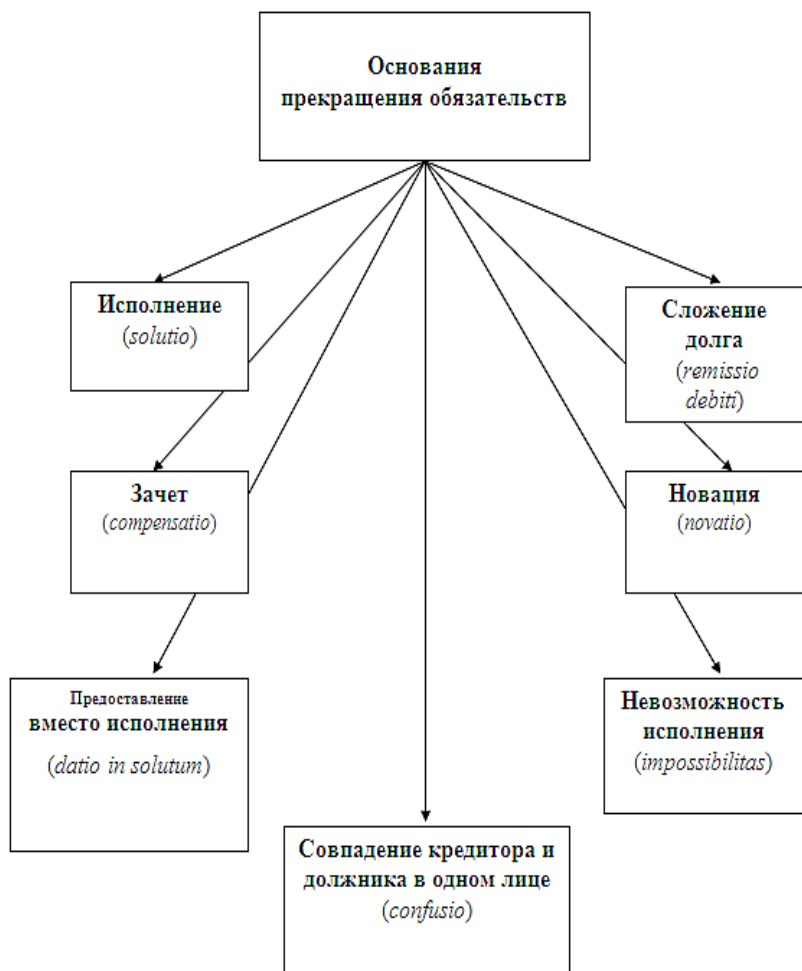 Основания
прекращения обязательств
Исполнение
(solutio)
Сложение
долга
(remissio
debiti)
Зачет
(compensatio)
Новация
(novatio)
Предоставление
вместо исполнения
(datio in solutum)
Невозможность
исполнения
(impossibilitas)
Совпадение кредитора и
должника в одном лице
(confusio)